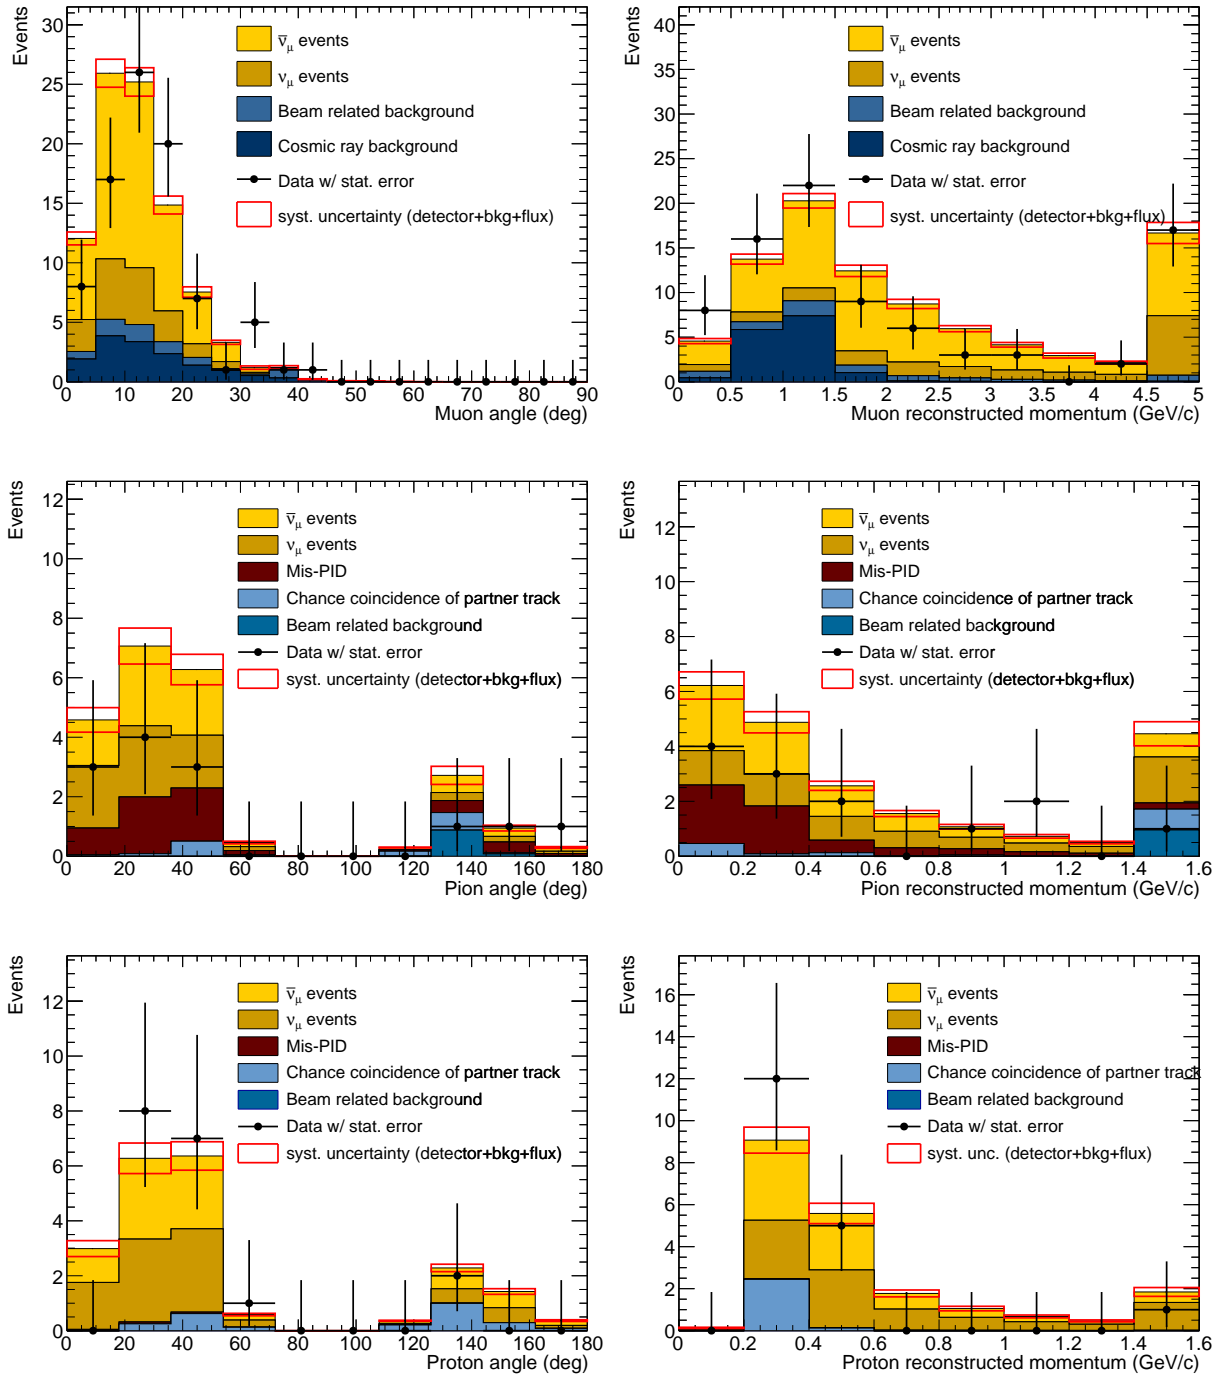 Events
30
25
20
15
10
5
0
ν̅μ events
νμ events
Beam related background
Cosmic ray background
Data w/ stat. error
syst. uncertainty (detector+bkg+flux)
0 10 20 30 40 50 60 70 80 90
Muon angle (deg)
Events
40
35
30
25
20
15
10
5
0
ν̅μ events
νμ events
Beam related background
Cosmic ray background
Data w/ stat. error
syst. uncertainty (detector+bkg+flux)
0 0.5 1 1.5 2 2.5 3 3.5 4 4.5 5
Muon reconstructed momentum (GeV/c)
Events
12
10
8
6
4
2
0
ν̅μ events
νμ events
Mis-PID
Chance coincidence of partner track
Beam related background
Data w/ stat. error
syst. uncertainty (detector+bkg+flux)
0 20 40 60 80 100 120 140 160 180
Pion angle (deg)
Events
12
10
8
6
4
2
0
ν̅μ events
νμ events
Mis-PID
Chance coincidence of partner track
Beam related background
Data w/ stat. error
syst. uncertainty (detector+bkg+flux)
0 0.2 0.4 0.6 0.8 1 1.2 1.4 1.6
Pion reconstructed momentum (GeV/c)
Events
12
10
8
6
4
2
0
ν̅μ events
νμ events
Mis-PID
Chance coincidence of partner track
Beam related background
Data w/ stat. error
syst. uncertainty (detector+bkg+flux)
0 20 40 60 80 100 120 140 160 180
Proton angle (deg)
Events
16
14
12
10
8
6
4
2
0
ν̅μ events
νμ events
Mis-PID
Chance coincidence of partner track
Beam related background
Data w/ stat. error
syst. unc. (detector+bkg+flux)
0 0.2 0.4 0.6 0.8 1 1.2 1.4 1.6
Proton reconstructed momentum (GeV/c)